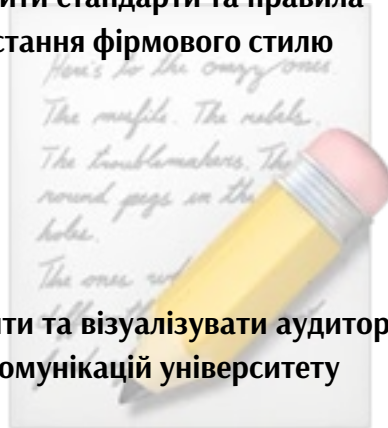 ити стандарти та правила
стання фірмового стилю
Here's to the crazy ones.
The misfits. The rebels.
The troublemakers. The
round pegs in the
holes.
The ones
ти та візуалізувати аудитор
омунікацій університету